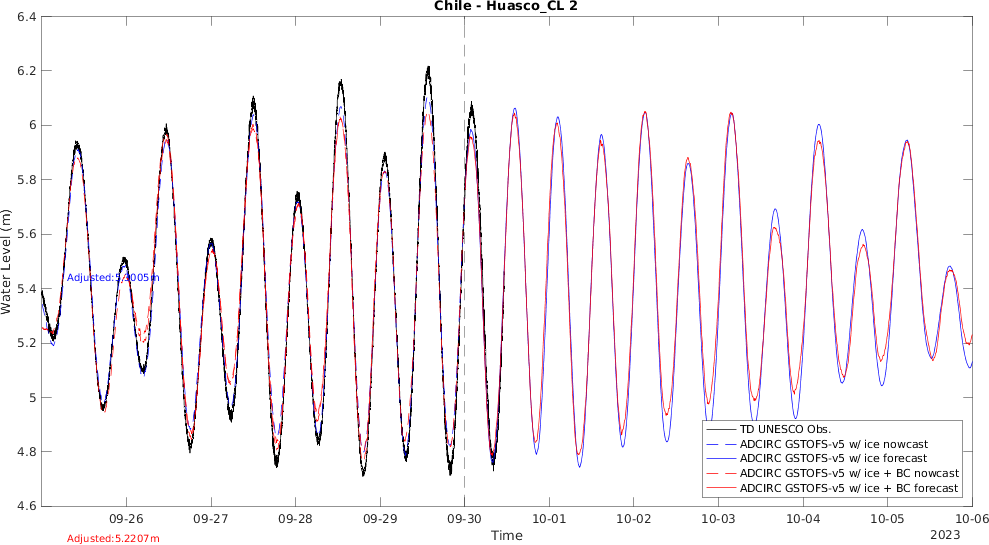 Chile - Huasco_CL 2
6.4
6.2
6
5.8
5.6
5.4
5.2
5
4.8
4.6
Water Level (m)
TD UNESCO Obs.
ADCIRC GSTOFS-v5 w/ ice nowcast
ADCIRC GSTOFS-v5 w/ ice forecast
ADCIRC GSTOFS-v5 w/ ice + BC nowcast
ADCIRC GSTOFS-v5 w/ ice + BC forecast
09-26 09-27 09-28 09-29 09-30 10-01 10-02 10-03 10-04 10-05 10-06
Time
2023
Adjusted:5.2207m